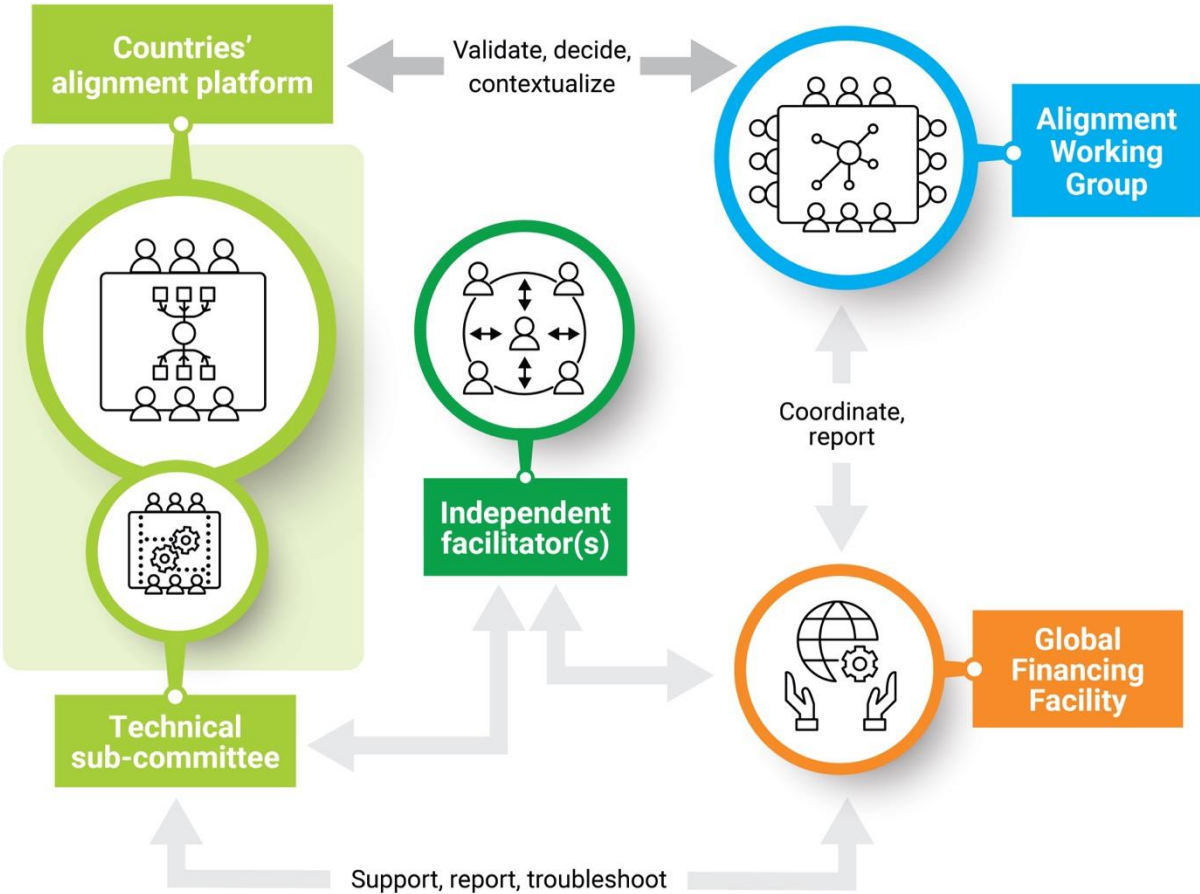 Countries’
alignment platform
Validate, decide,
contextualize
Alignment
Working
Group
Independent
facilitator(s)
Coordinate,
report
Global
Financing
Facility
Technical
sub-committee
Support, report, troubleshoot